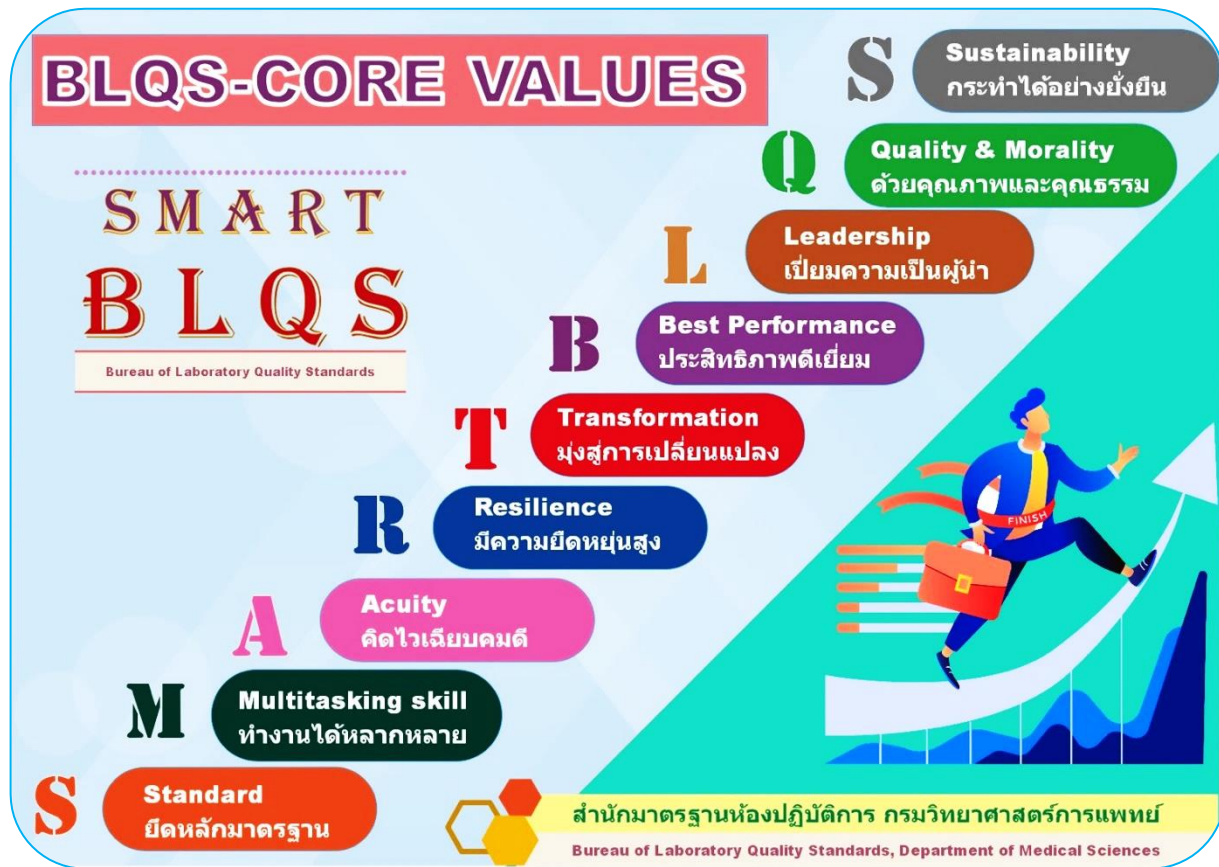 BLQS-CORE VALUES
SMART
BLQS
Bureau of Laboratory Quality Standards
S
Sustainability
กระทำได้อย่างยั่งยืน
Q
Quality & Morality
ด้วยคุณภาพและคุณธรรม
L
Leadership
เปี่ยมความเป็นผู้นำ
B
Best Performance
ประสิทธิภาพดีเยี่ยม
T
Transformation
มุ่งสู่การเปลี่ยนแปลง
R
Resilience
มีความยืดหยุ่นสูง
A
Acuity
คิดไวเฉียบคมดี
M
Multitasking skill
ทำงานได้หลากหลาย
S
Standard
ยึดหลักมาตรฐาน
FINISH
สำนักมาตรฐานห้องปฏิบัติการ กรมวิทยาศาสตร์การแพทย์
Bureau of Laboratory Quality Standards, Department of Medical Sciences